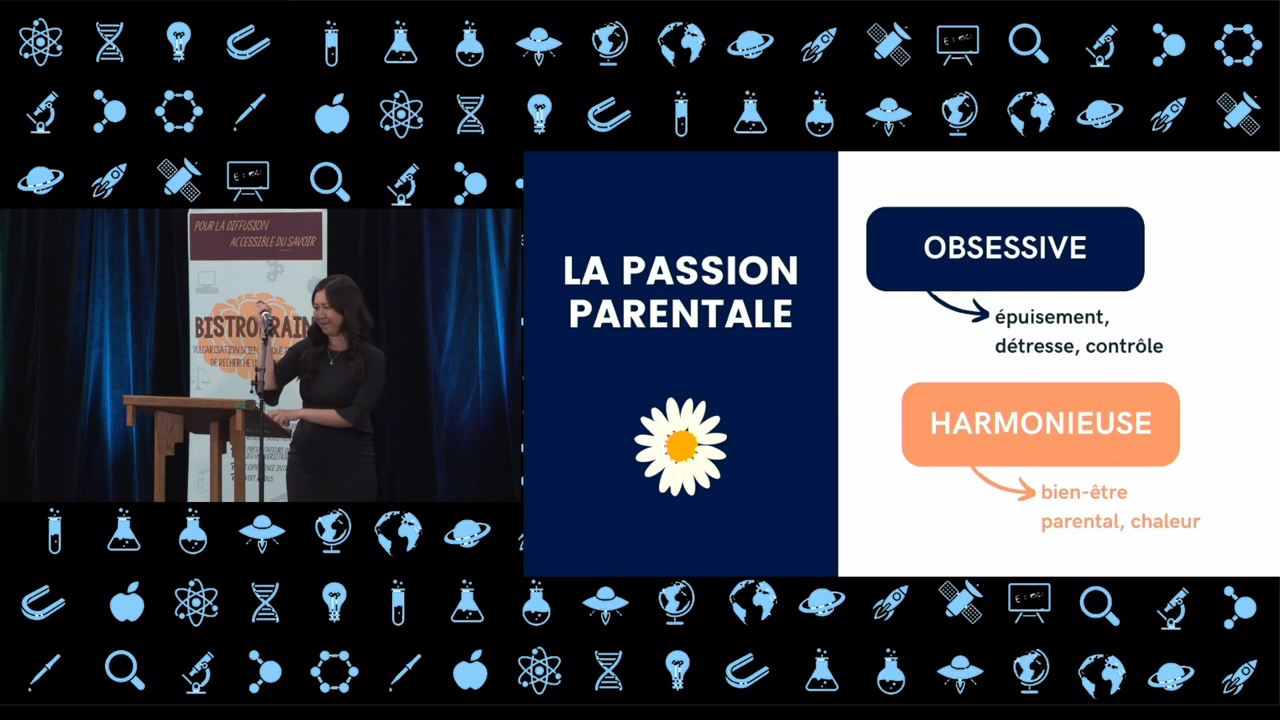 POUR LA DIFFUSION
ACCESSIBLE DU SAVOIR
BISTRO
LA PASSION
PARENTALE
OBSESSIVE
épuisement,
détresse, contrôle
HARMONIEUSE
bien-être
parental, chaleur